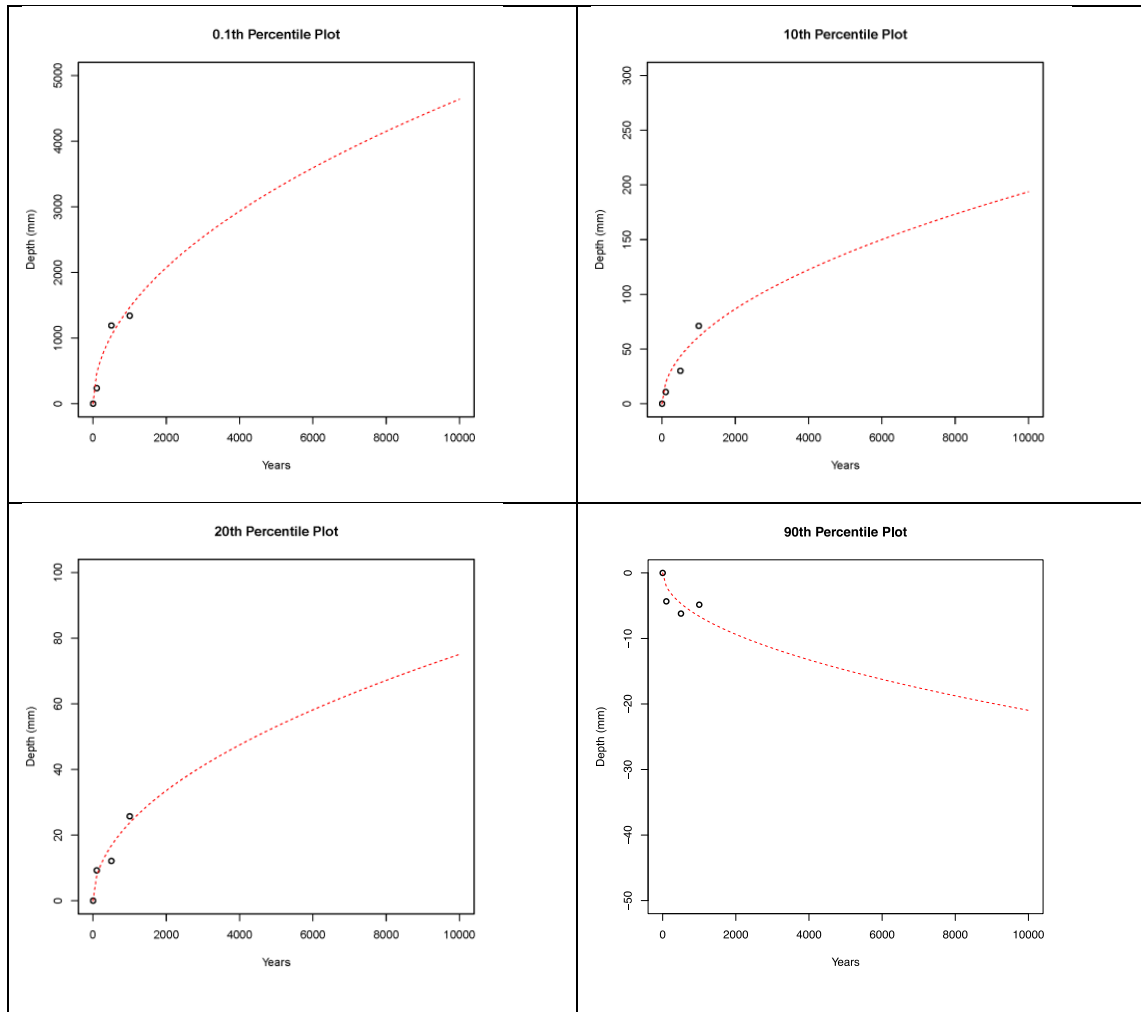 0.1th Percentile Plot
Depth (mm)
5000
4000
3000
2000
1000
0
0 2000 4000 6000 8000 10000
Years
10th Percentile Plot
Depth (mm)
300
250
200
150
100
50
0
0 2000 4000 6000 8000 10000
Years
20th Percentile Plot
Depth (mm)
100
80
60
40
20
0
0 2000 4000 6000 8000 10000
Years
90th Percentile Plot
Depth (mm)
0
−10
−20
−30
−40
−50
0 2000 4000 6000 8000 10000
Years